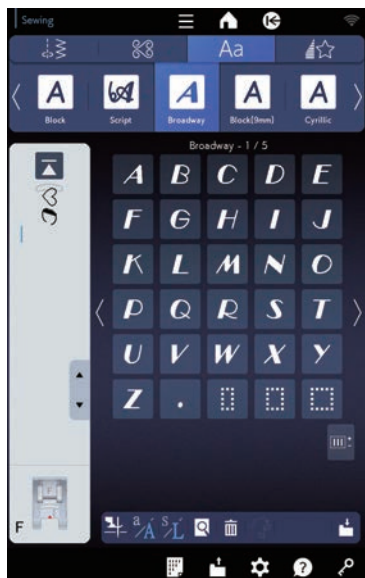 Sewing
Aa
A A A A A
Block Script Broadway Block(9mm) Cyrillic
Broadway - 1 / 5
A B C D E
F G H I J
K L M N O
P Q R S T
U V W X Y
Z .
F
a/A S/L
?